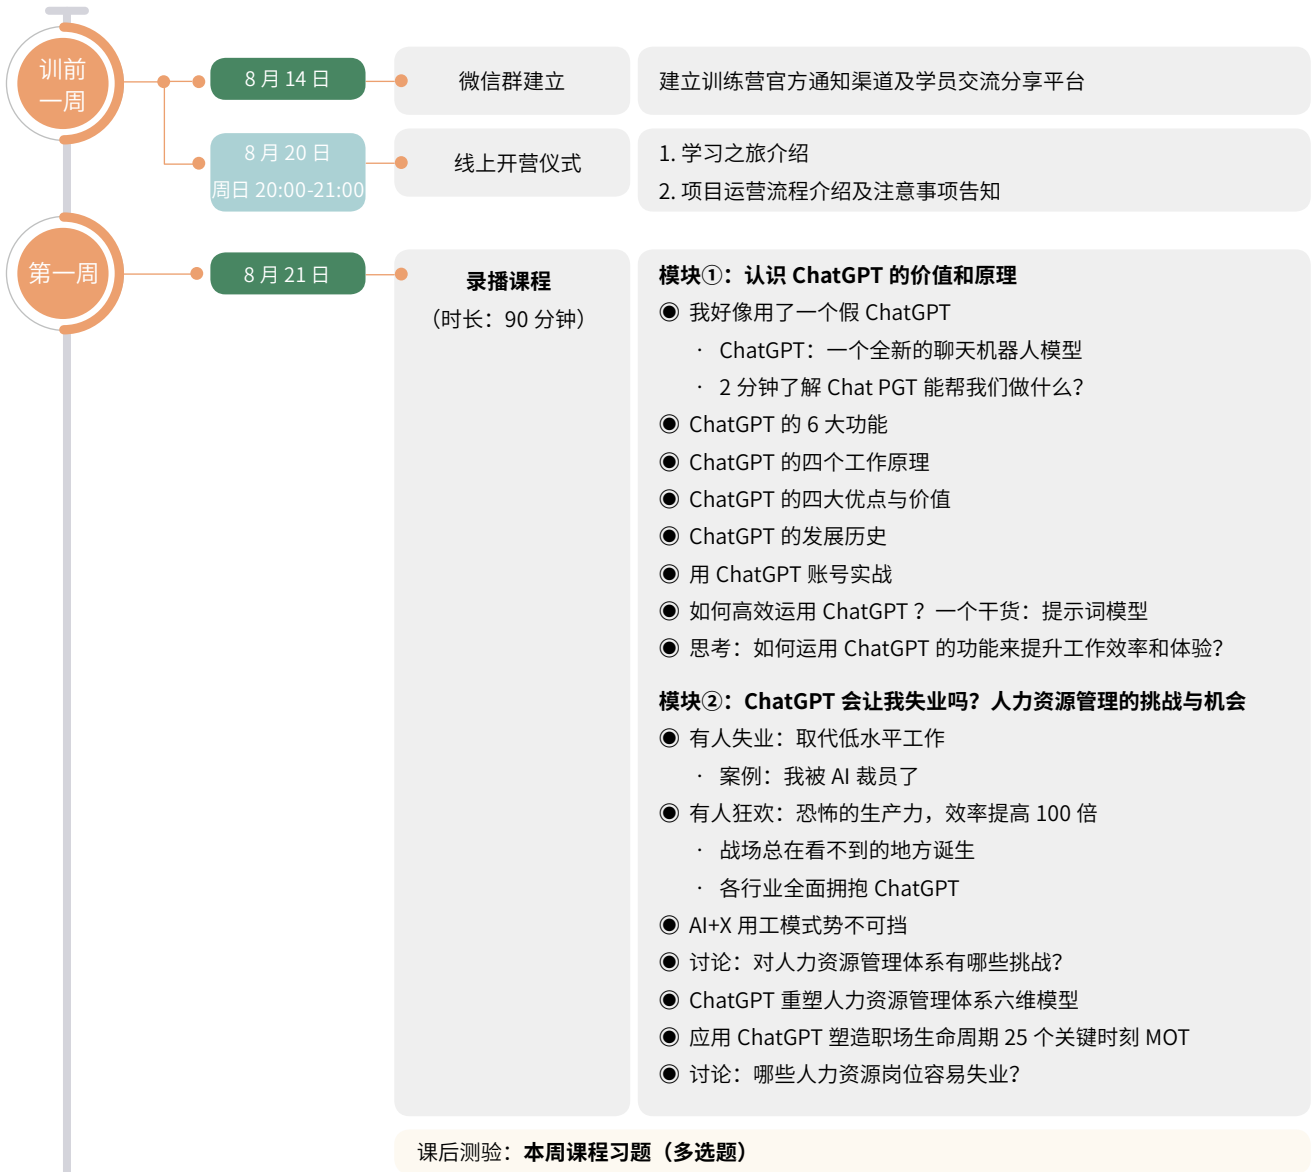 训前
一周
8 月 14 日
微信群建立
建立训练营官方通知渠道及学员交流分享平台
8 月 20 日
周日 20:00-21:00
线上开营仪式
1. 学习之旅介绍
2. 项目运营流程介绍及注意事项告知
第一周
8 月 21 日
录播课程
（时长：90 分钟）
模块①：认识 ChatGPT 的价值和原理
◉ 我好像用了一个假 ChatGPT
· ChatGPT：一个全新的聊天机器人模型
· 2 分钟了解 Chat PGT 能帮我们做什么？
◉ ChatGPT 的 6 大功能
◉ ChatGPT 的四个工作原理
◉ ChatGPT 的四大优点与价值
◉ ChatGPT 的发展历史
◉ 用 ChatGPT 账号实战
◉ 如何高效运用 ChatGPT？一个干货：提示词模型
◉ 思考：如何运用 ChatGPT 的功能来提升工作效率和体验？
模块②：ChatGPT 会让我失业吗？人力资源管理的挑战与机会
◉ 有人失业：取代低水平工作
· 案例：我被 AI 裁员了
◉ 有人狂欢：恐怖的生产力，效率提高 100 倍
· 战场总在看不到的地方诞生
· 各行业全面拥抱 ChatGPT
◉ AI+X 用工模式势不可挡
◉ 讨论：对人力资源管理体系有哪些挑战？
◉ ChatGPT 重塑人力资源管理体系六维模型
◉ 应用 ChatGPT 塑造职场生命周期 25 个关键时刻 MOT
◉ 讨论：哪些人力资源岗位容易失业？
课后测验：本周课程习题（多选题）